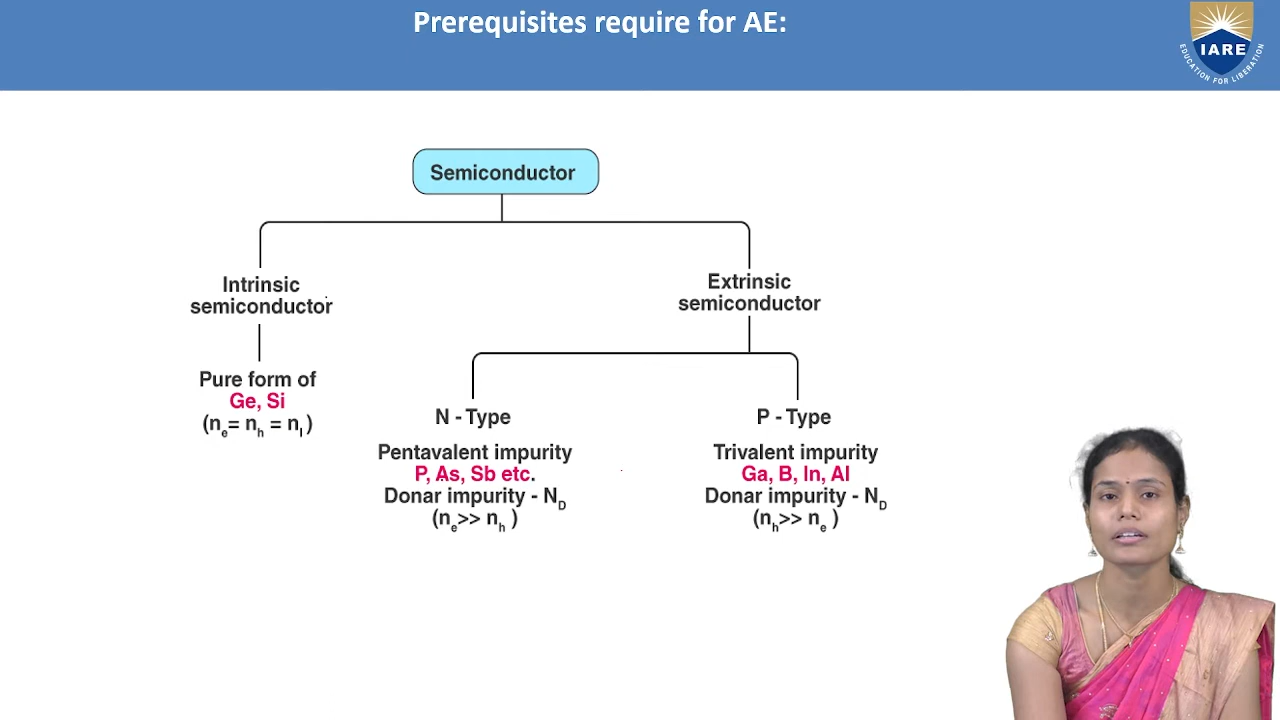 Prerequisites require for AE:
IARE
EDUCATION FOR LIBERATION
Semiconductor
Intrinsic
semiconductor
Pure form of
Ge, Si
(ne= nh = nI)
Extrinsic
semiconductor
N - Type
Pentavalent impurity
P, As, Sb etc.
Donar impurity - ND
(ne>> nh )
P - Type
Trivalent impurity
Ga, B, In, Al
Donar impurity - ND
(nh>> ne )